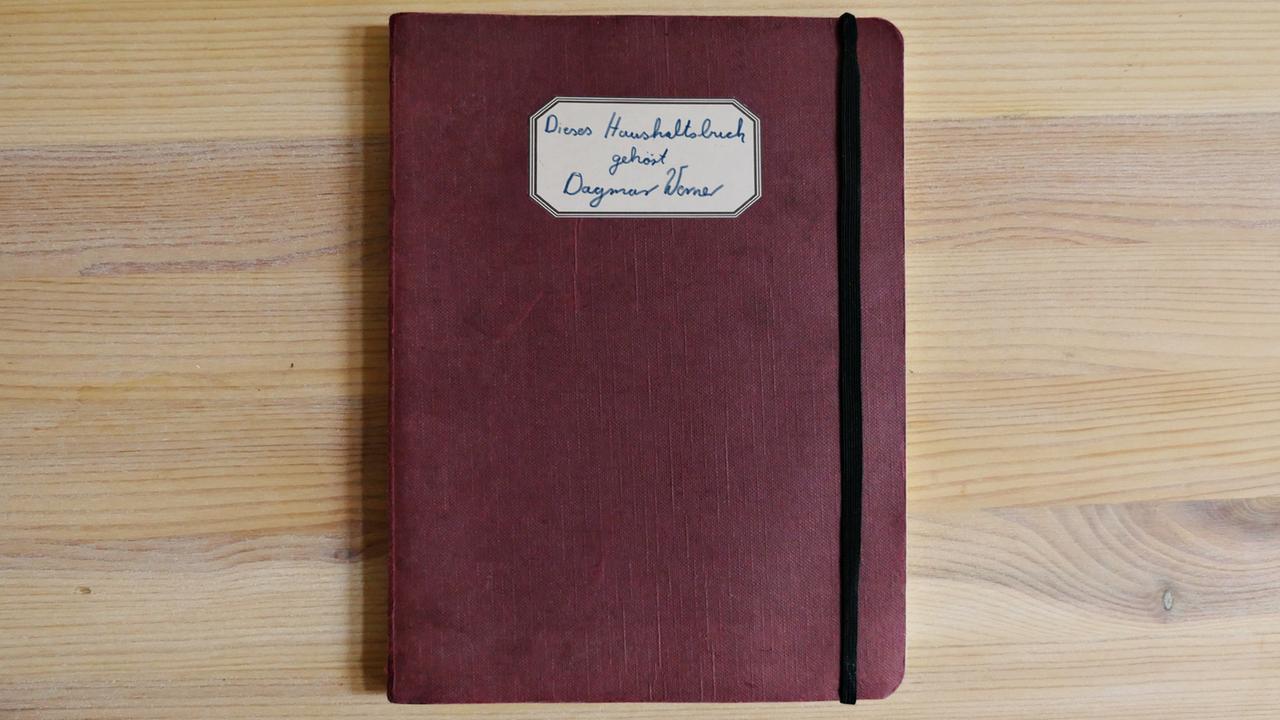 Dieses Haushaltsbuch
gehört
Dagmar Werner